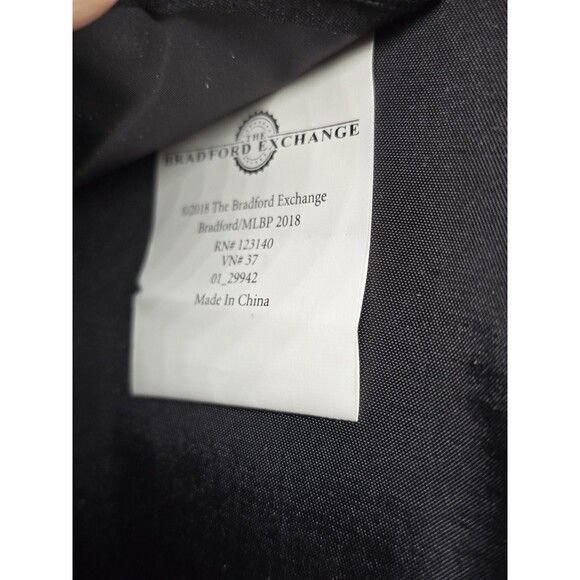 THE
BRADFORD EXCHANGE
©2018 The Bradford Exchange
Bradford/MLBP 2018
RN# 123140
VN# 37
01_29942
Made In China